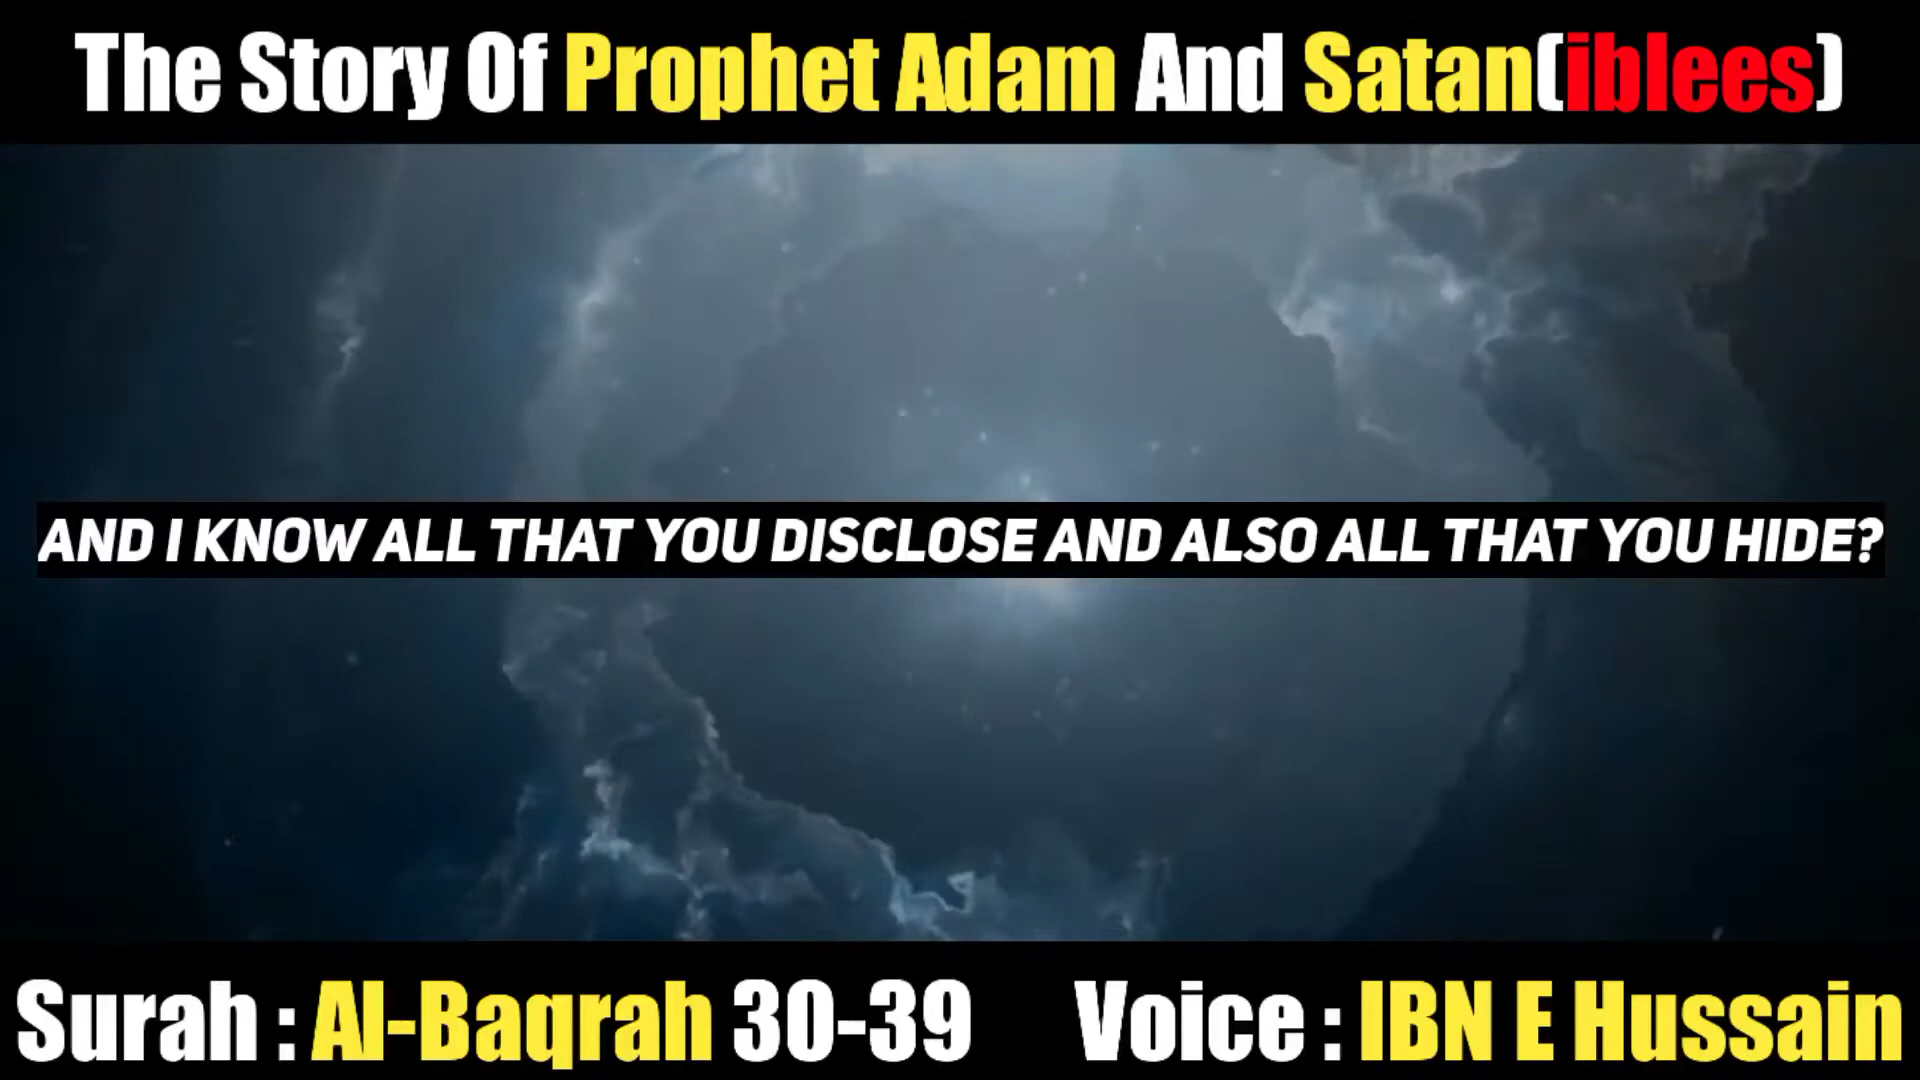 The Story Of Prophet Adam And Satan(iblees)
AND I KNOW ALL THAT YOU DISCLOSE AND ALSO ALL THAT YOU HIDE?
Surah : Al-Baqrah 30-39 Voice : IBN E Hussain